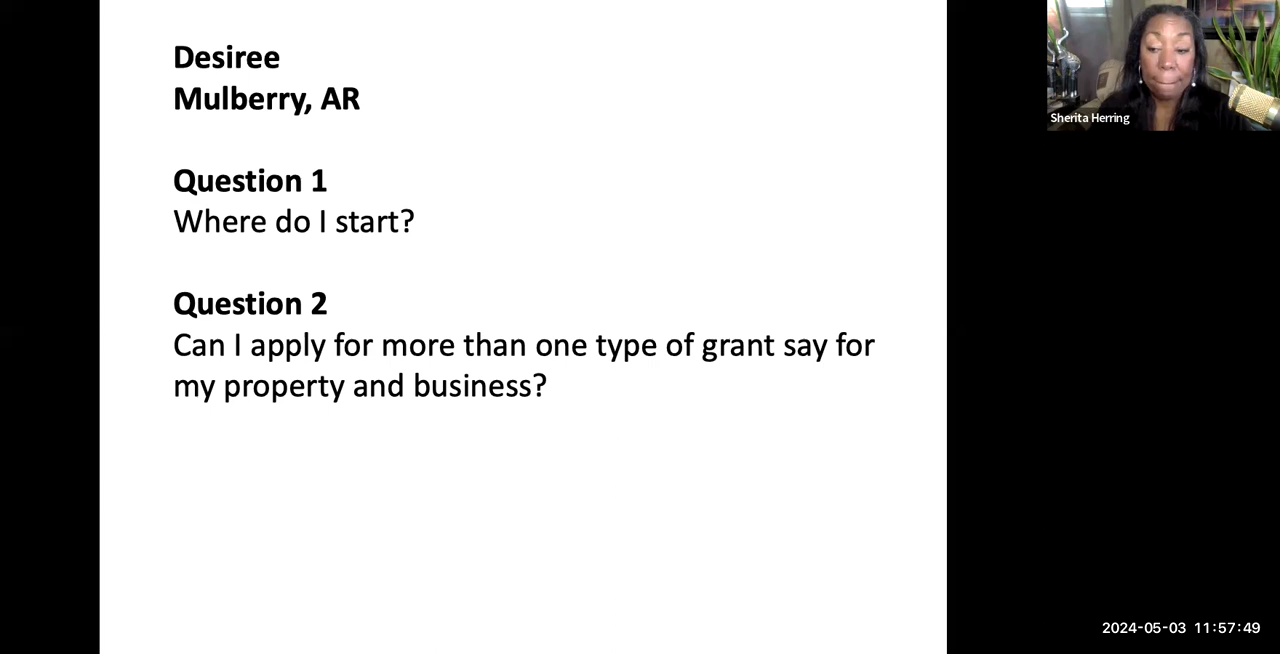 Desiree
Mulberry, AR
Question 1
Where do I start?
Question 2
Can I apply for more than one type of grant say for
my property and business?
Sherita Herring
2024-05-03 11:57:49